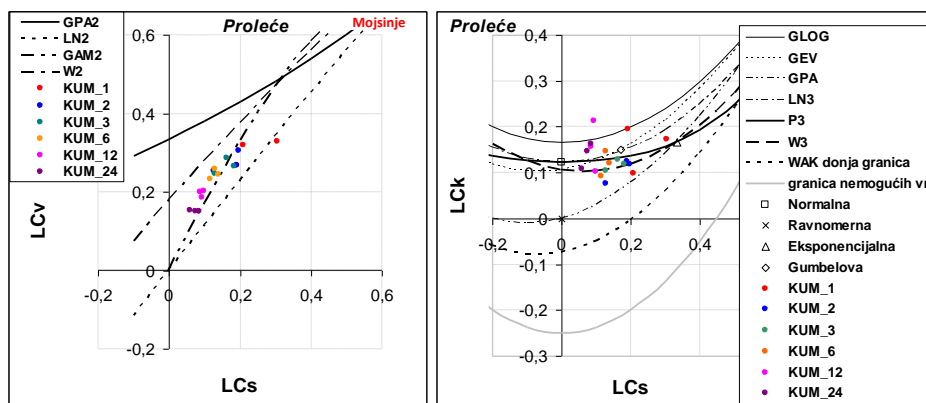 Proleće
Mojsinje
GPA2
LN2
GAM2
W2
KUM_1
KUM_2
KUM_3
KUM_6
KUM_12
KUM_24
0,6
0,4
0,2
0
-0,2
-0,2
0
0,2
0,4
0,6
LCv
LCs
Proleće
0,4
0,3
0,2
0,1
0
-0,1
-0,2
-0,3
-0,2
0
0,2
0,4
LCk
LCs
GLOG
GEV
GPA
LN3
P3
W3
WAK donja granica
granica nemogućih vr
Normalna
Ravnomerna
Eksponencijalna
Gumbelova
KUM_1
KUM_2
KUM_3
KUM_6
KUM_12
KUM_24